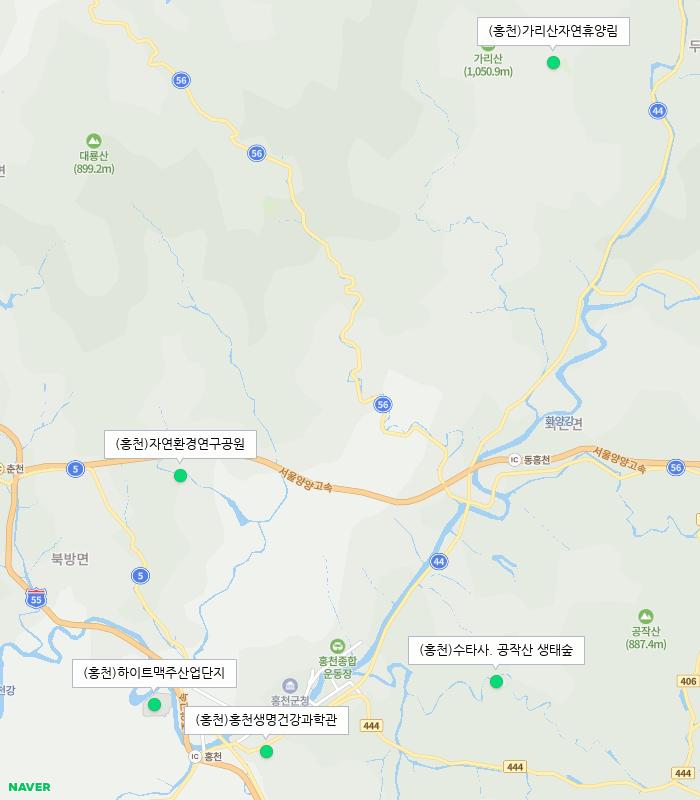 (홍천)가리산자연휴양림
가리산
(1,050.9m)
두
56
44
56
대룡산
(899.2m)
면
56
화양강
(홍천)자연환경연구공원
춘천
5
서울양양고속
IC 동홍천
서울양양고속
56
북방면
5
44
55
공작산
(887.4m)
홍천종합
운동장
(홍천)수타사. 공작산 생태숲
(홍천)하이트맥주산업단지
천강
홍천군청
406
(홍천)홍천생명건강과학관
444
IC 홍천
444
444
NAVER